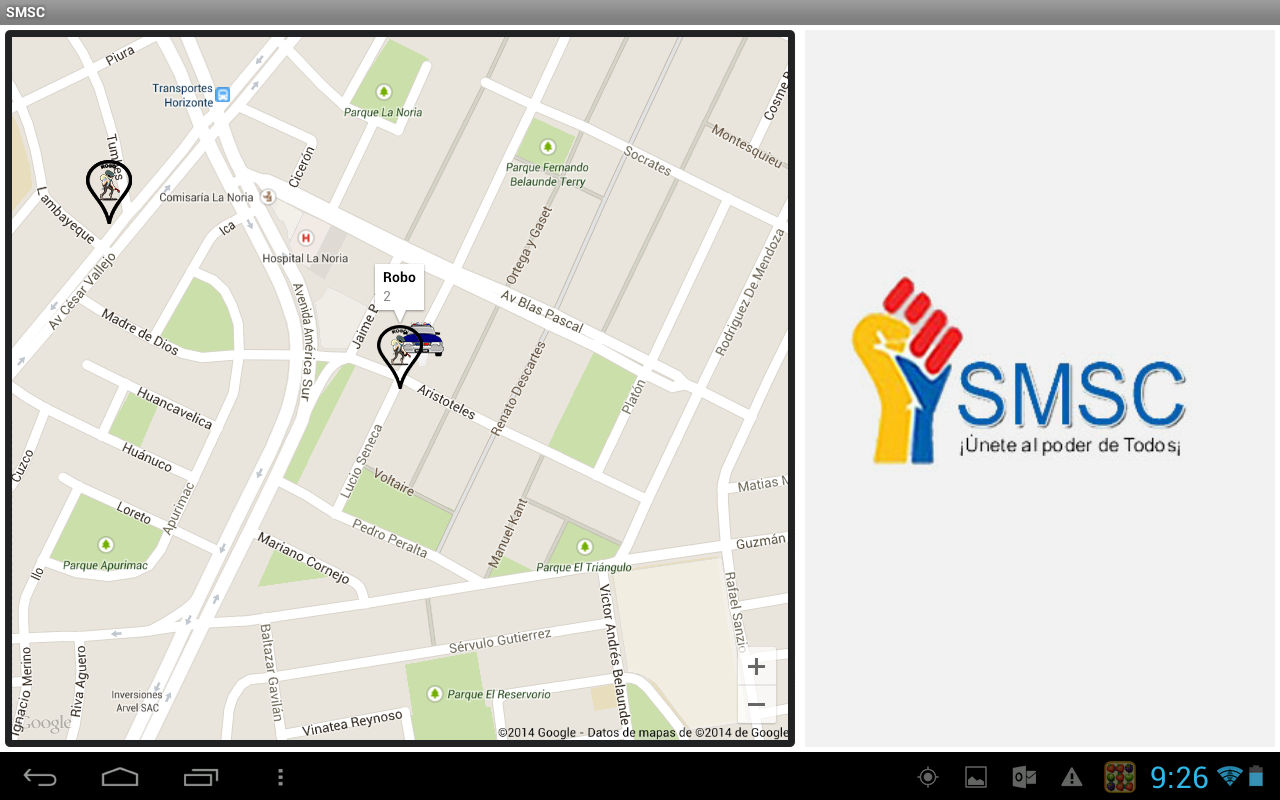 SMSC
Piura
Transportes
Horizonte
Parque La Noria
Tumbes
Cicerón
Socrates
Montesquieu
Cosme B
Parque Fernando
Belaunde Terry
Lambayeque
Comisaría La Noria
Ica
Hospital La Noria
Ortega y Gaset
Rodriguez De Mendoza
Av César Vallejo
Robo
2
Av Blas Pascal
Madre de Dios
Avenida América Sur
Jaime B
ROBO
Aristoteles
Renato Descartes
Platón
Huancavelica
Huánuco
Cuzco
Lucio Seneca
Voltaire
Matias M
Loreto
Apurimac
Manuel Kant
Pedro Peralta
Guzmán
Mariano Cornejo
Parque Apurimac
Parque El Triángulo
Ilo
Rafael Sanzio
Victor Andrés Belaunde
Baltazar Gavilán
Sérvulo Gutierrez
Ignacio Merino
Riva Aguero
Inversiones
Arvel SAC
Parque El Reservorio
Vinatea Reynoso
Google
©2014 Google - Datos de mapas de ©2014 de Google
SMSC
¡Únete al poder de Todos¡
9:26